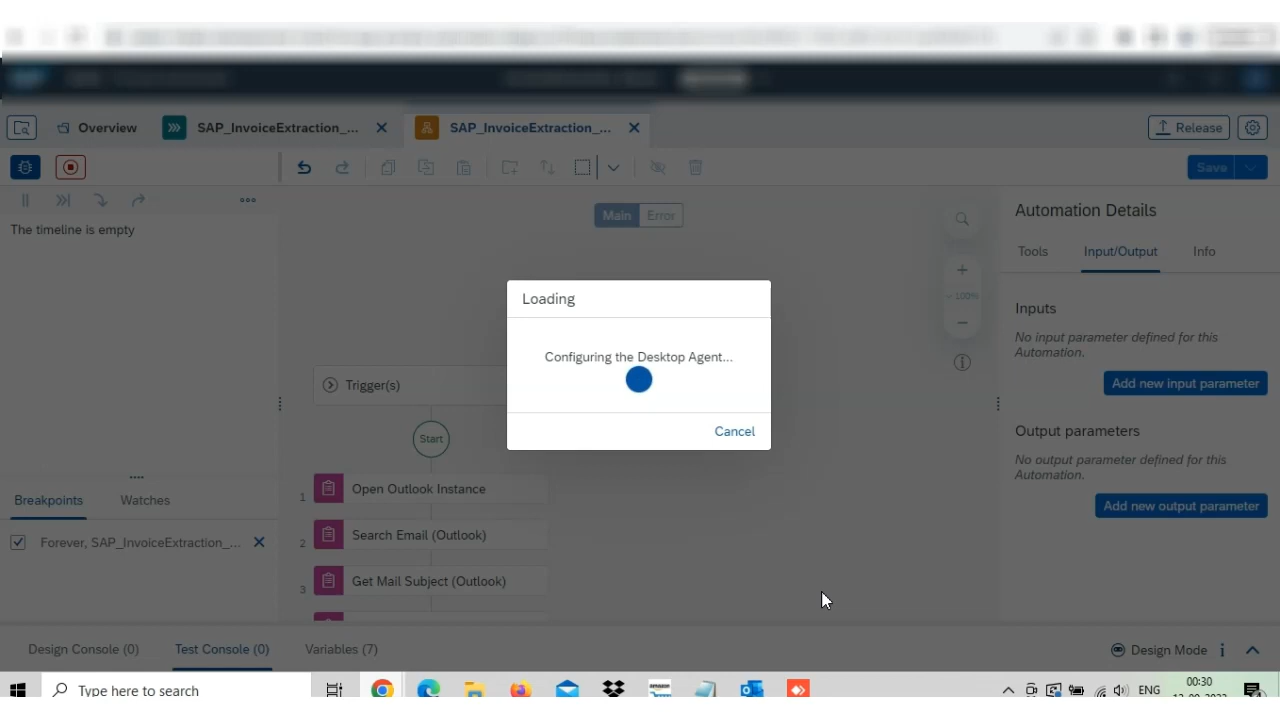 Overview
SAP_InvoiceExtraction_...
SAP_InvoiceExtraction_...
Release
Save
The timeline is empty
Main
Error
Automation Details
Tools
Input/Output
Info
100%
Inputs
No input parameter defined for this
Automation.
Add new input parameter
Output parameters
No output parameter defined for this
Automation.
Add new output parameter
Loading
Configuring the Desktop Agent...
Cancel
Trigger(s)
Start
1
Open Outlook Instance
2
Search Email (Outlook)
3
Get Mail Subject (Outlook)
Breakpoints
Watches
Forever, SAP_InvoiceExtraction_...
Design Console (0)
Test Console (0)
Variables (7)
Design Mode
Type here to search
ENG
00:30